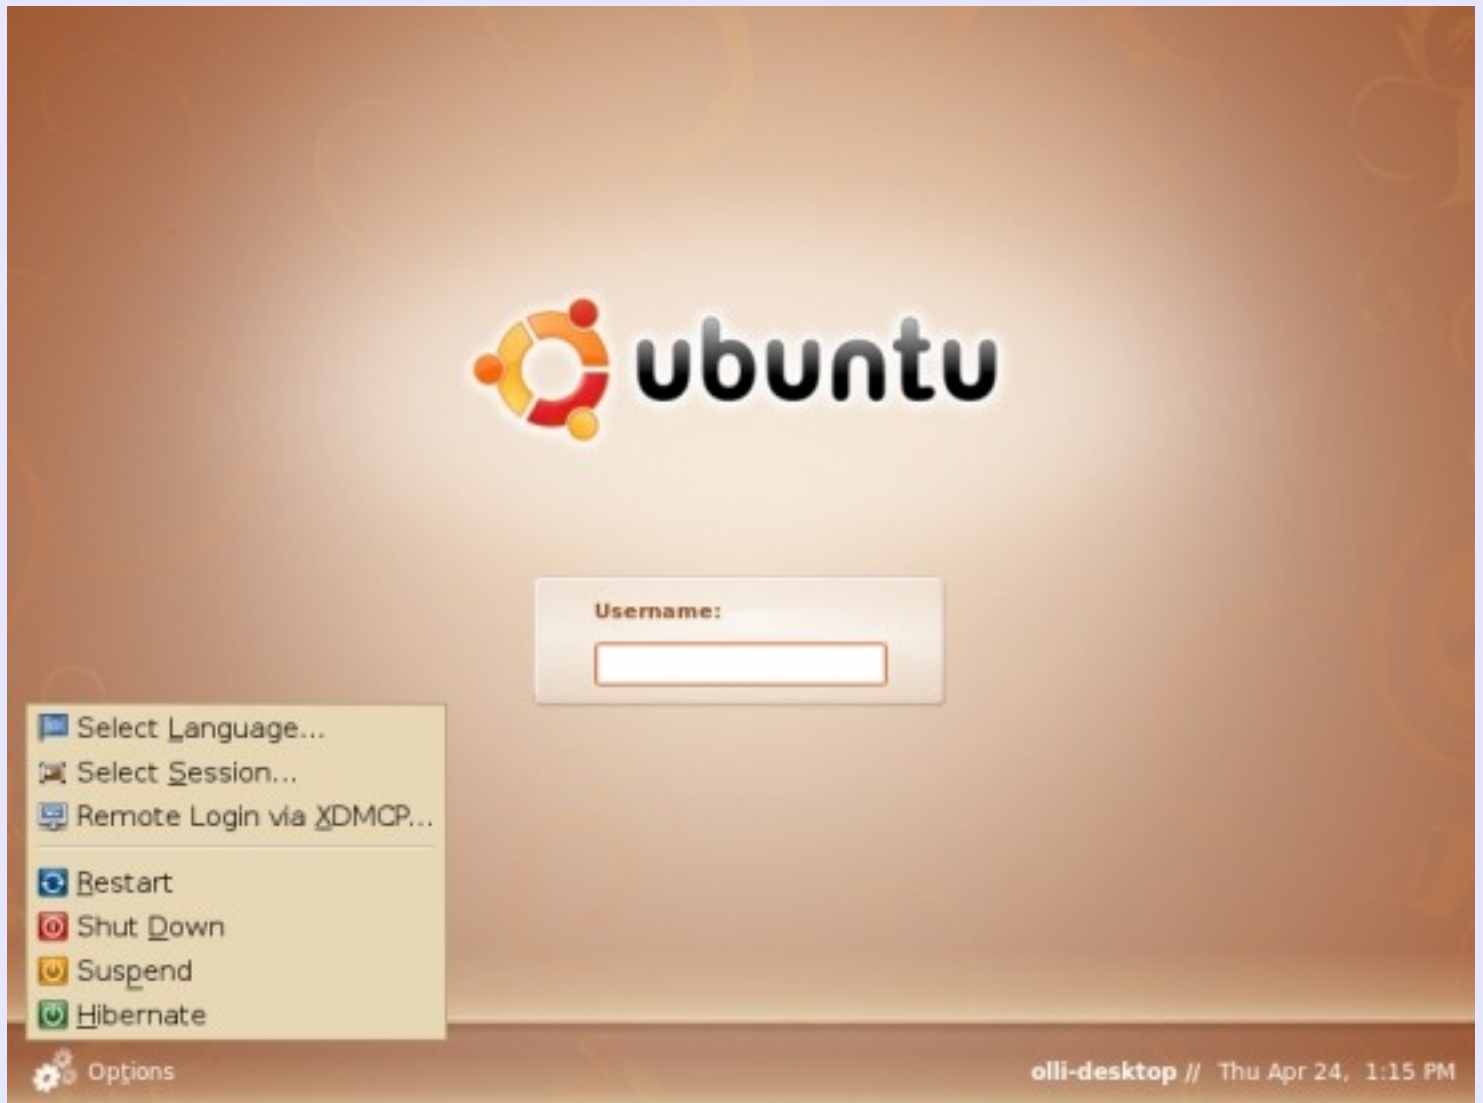 ubuntu
Username:
Select Language...
Select Session...
Remote Login via XDMCP...
Restart
Shut Down
Suspend
Hibernate
Options
olli-desktop // Thu Apr 24, 1:15 PM